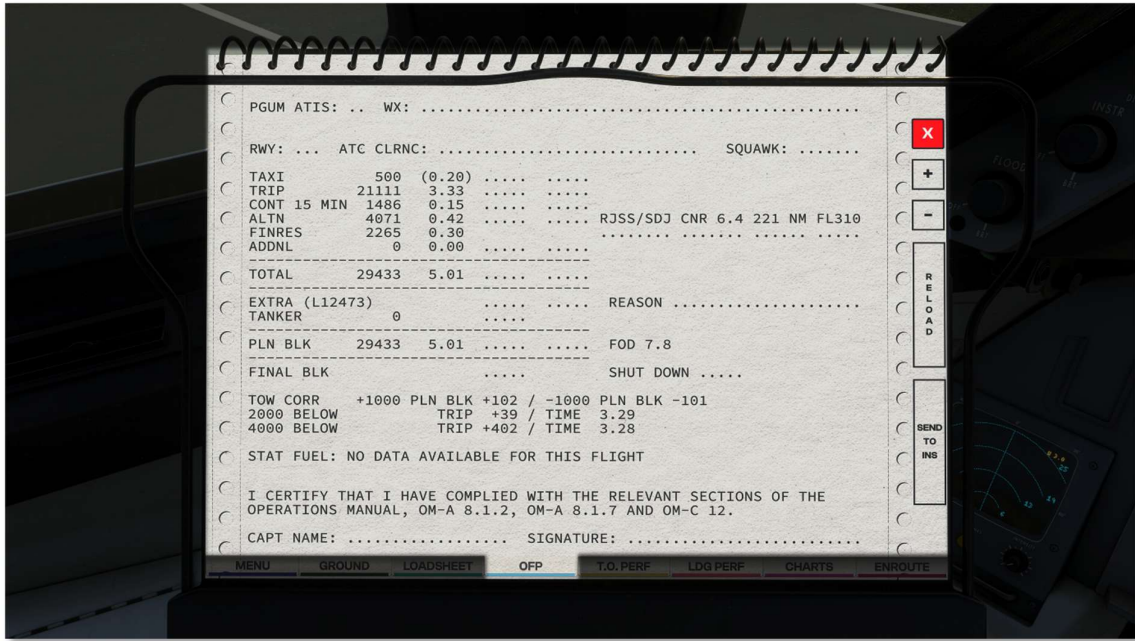 PGUM ATIS: .. WX: .................................................
RWY: ... ATC CLRNC: ............................. SQUAWK: .......
TAXI 500 (0.20) ..... .....
TRIP 21111 3.33 ..... .....
CONT 15 MIN 1486 0.15 ..... .....
ALTN 4071 0.42 ..... ..... RJSS/SDJ CNR 6.4 221 NM FL310
FINRES 2265 0.30 ........ ....... ...... .....
ADDNL 0 0.00 ..... .....
--------------------------------------
TOTAL 29433 5.01 ..... .....
--------------------------------------
EXTRA (L12473) ..... ..... REASON .....................
TANKER 0 .....
--------------------------------------
PLN BLK 29433 5.01 ..... ..... FOD 7.8
--------------------------------------
FINAL BLK ..... SHUT DOWN .....
TOW CORR +1000 PLN BLK +102 / -1000 PLN BLK -101
2000 BELOW TRIP +39 / TIME 3.29
4000 BELOW TRIP +402 / TIME 3.28
STAT FUEL: NO DATA AVAILABLE FOR THIS FLIGHT
I CERTIFY THAT I HAVE COMPLIED WITH THE RELEVANT SECTIONS OF THE
OPERATIONS MANUAL, OM-A 8.1.2, OM-A 8.1.7 AND OM-C 12.
CAPT NAME: .................. SIGNATURE: ..........................
X
+
-
RELOAD
SEND
TO
INS
MENU GROUND LOADSHEET OFP T.O. PERF LDG PERF CHARTS ENROUTE
INSTR
FLOOD